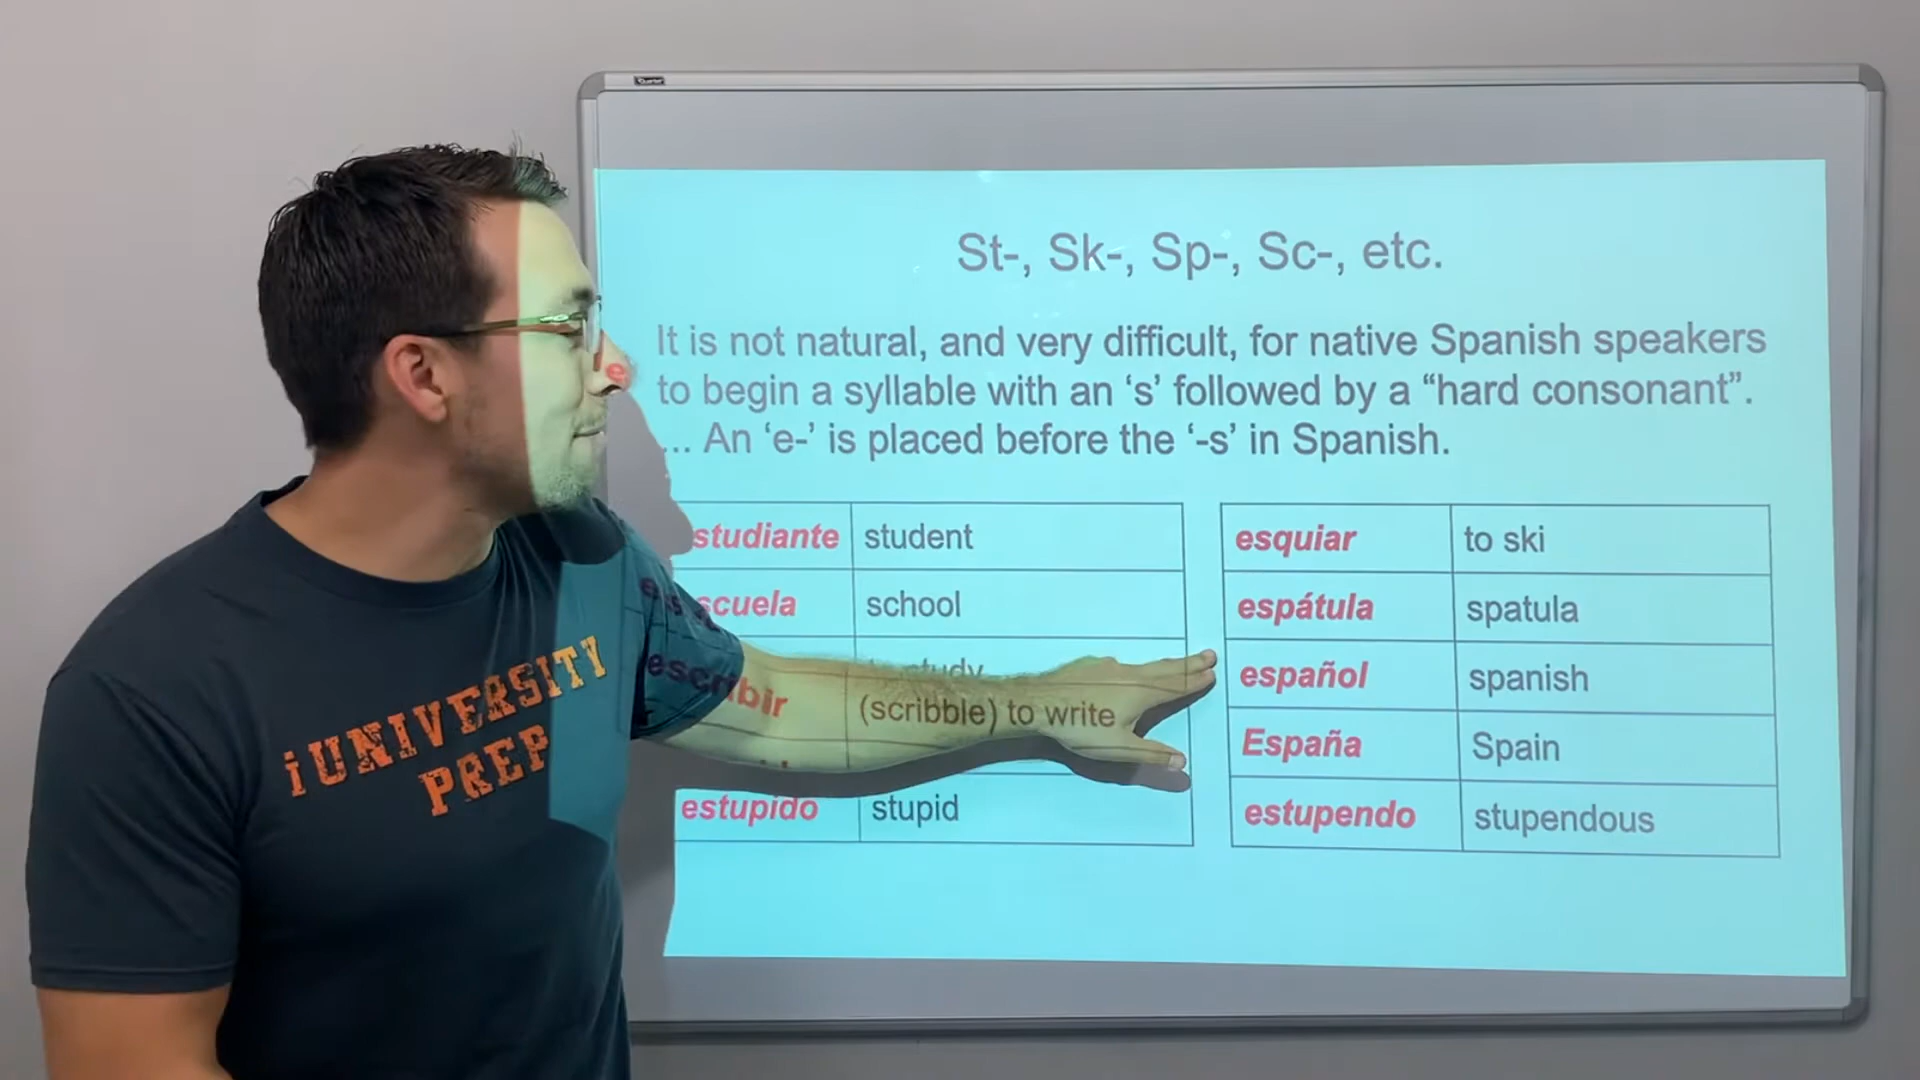 St-, Sk-, Sp-, Sc-, etc.
It is not natural, and very difficult, for native Spanish speakers
to begin a syllable with an ‘s’ followed by a “hard consonant”.
... An ‘e-’ is placed before the ‘-s’ in Spanish.
studiante student
scuela school
study
escribir (scribble) to write
estupido stupid
esquiar to ski
espátula spatula
español spanish
España Spain
estupendo stupendous
iUNIVERSITY
PREP